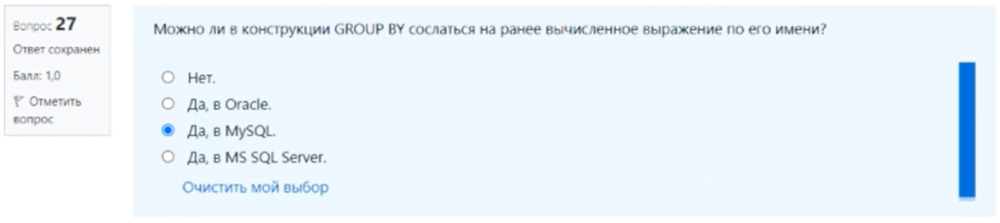 Вопрос 27
Ответ сохранен
Балл: 1,0
Отметить
вопрос
Можно ли в конструкции GROUP BY сослаться на ранее вычисленное выражение по его имени?
Нет.
Да, в Oracle.
Да, в MySQL.
Да, в MS SQL Server.
Очистить мой выбор